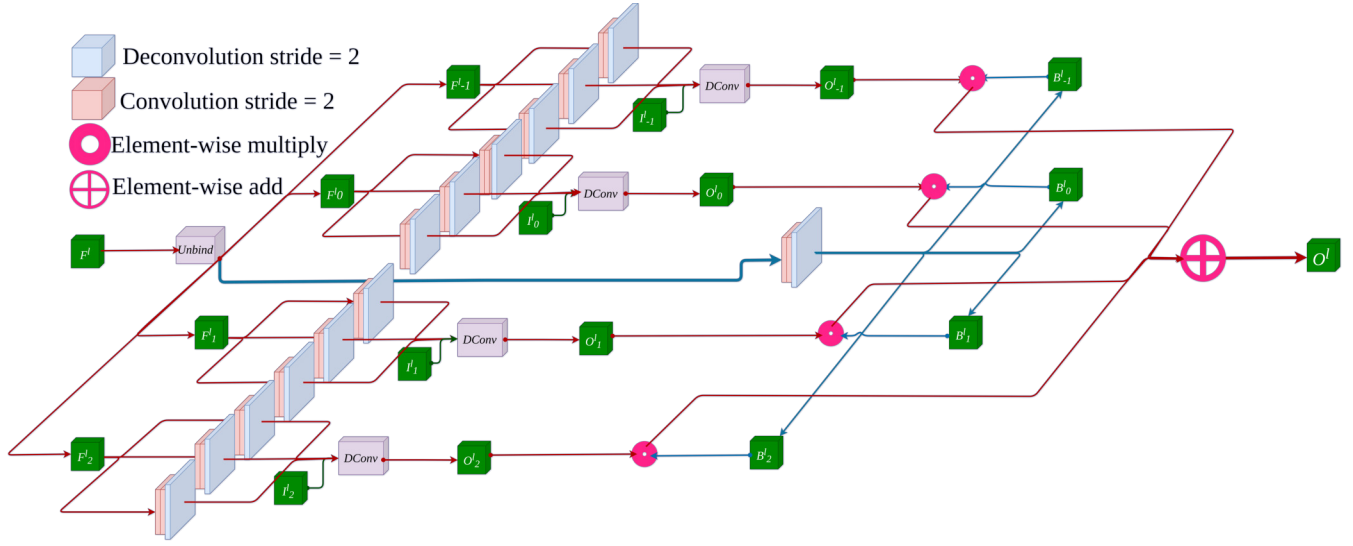 Deconvolution stride = 2
Convolution stride = 2
Element-wise multiply
Element-wise add
F^l_-1
I^l_-1
DConv
O^l_-1
B^l_-1
F^l_0
I^l_0
DConv
O^l_0
B^l_0
F^l
Unbind
O^l
F^l_1
I^l_1
DConv
O^l_1
B^l_1
F^l_2
I^l_2
DConv
O^l_2
B^l_2